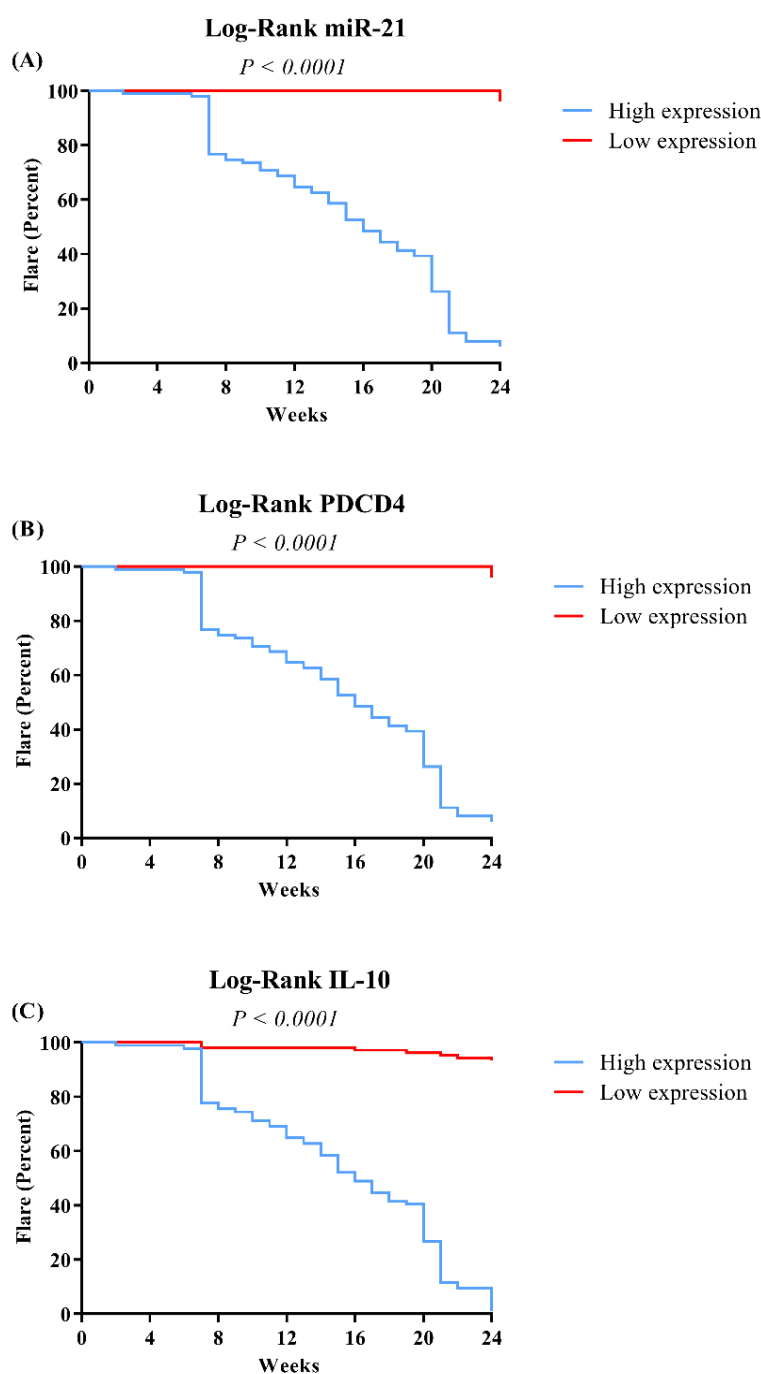 Log-Rank miR-21
(A)
P < 0.0001
100
80
60
40
20
0
Flare (Percent)
0 4 8 12 16 20 24
Weeks
High expression
Low expression
Log-Rank PDCD4
(B)
P < 0.0001
100
80
60
40
20
0
Flare (Percent)
0 4 8 12 16 20 24
Weeks
High expression
Low expression
Log-Rank IL-10
(C)
P < 0.0001
100
80
60
40
20
0
Flare (Percent)
0 4 8 12 16 20 24
Weeks
High expression
Low expression